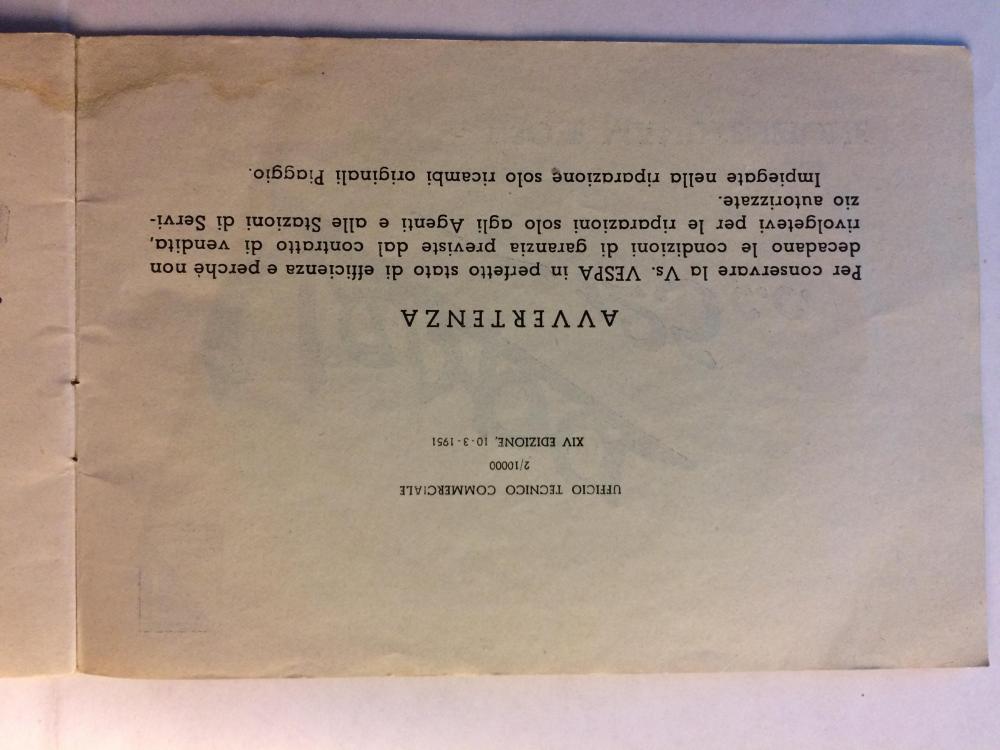 UFFICIO TECNICO COMMERCIALE
2/10000
XIV EDIZIONE, 10-3-1951
AVVERTENZA
Per conservare la Vs. VESPA in perfetto stato di efficienza e perchè non
decadano le condizioni di garanzia previste dal contratto di vendita,
rivolgetevi per le riparazioni solo agli Agenti e alle Stazioni di Servi-
zio autorizzate.
Impiegate nella riparazione solo ricambi originali Piaggio.